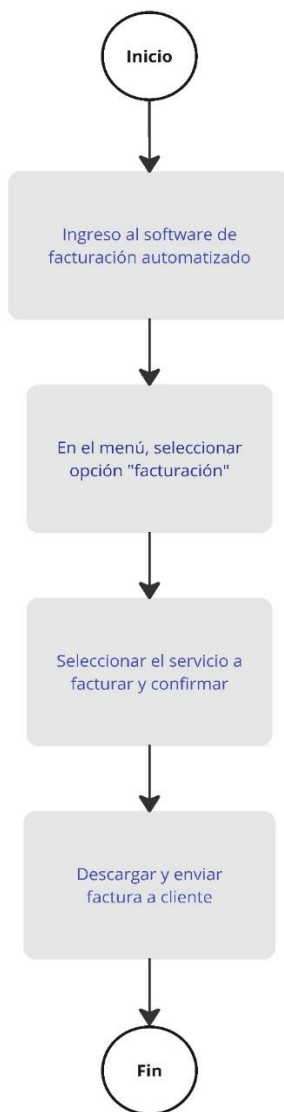 Inicio
Ingreso al software de
facturación automatizado
En el menú, seleccionar
opción "facturación"
Seleccionar el servicio a
facturar y confirmar
Descargar y enviar
factura a cliente
Fin